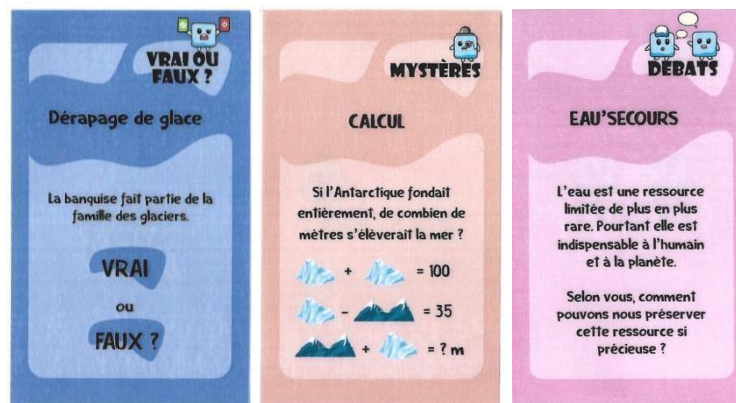 VRAI OU
FAUX ?
Dérapage de glace
La banquise fait partie de la
famille des glaciers.
VRAI
ou
FAUX ?
MYSTÈRES
CALCUL
Si l'Antarctique fondait
entièrement, de combien de
mètres s'élèverait la mer ?
+ = 100
- = 35
+ = ? m
DÉBATS
EAU'SECOURS
L'eau est une ressource
limitée de plus en plus
rare. Pourtant elle est
indispensable à l'humain
et à la planète.
Selon vous, comment
pouvons nous préserver
cette ressource si
précieuse ?